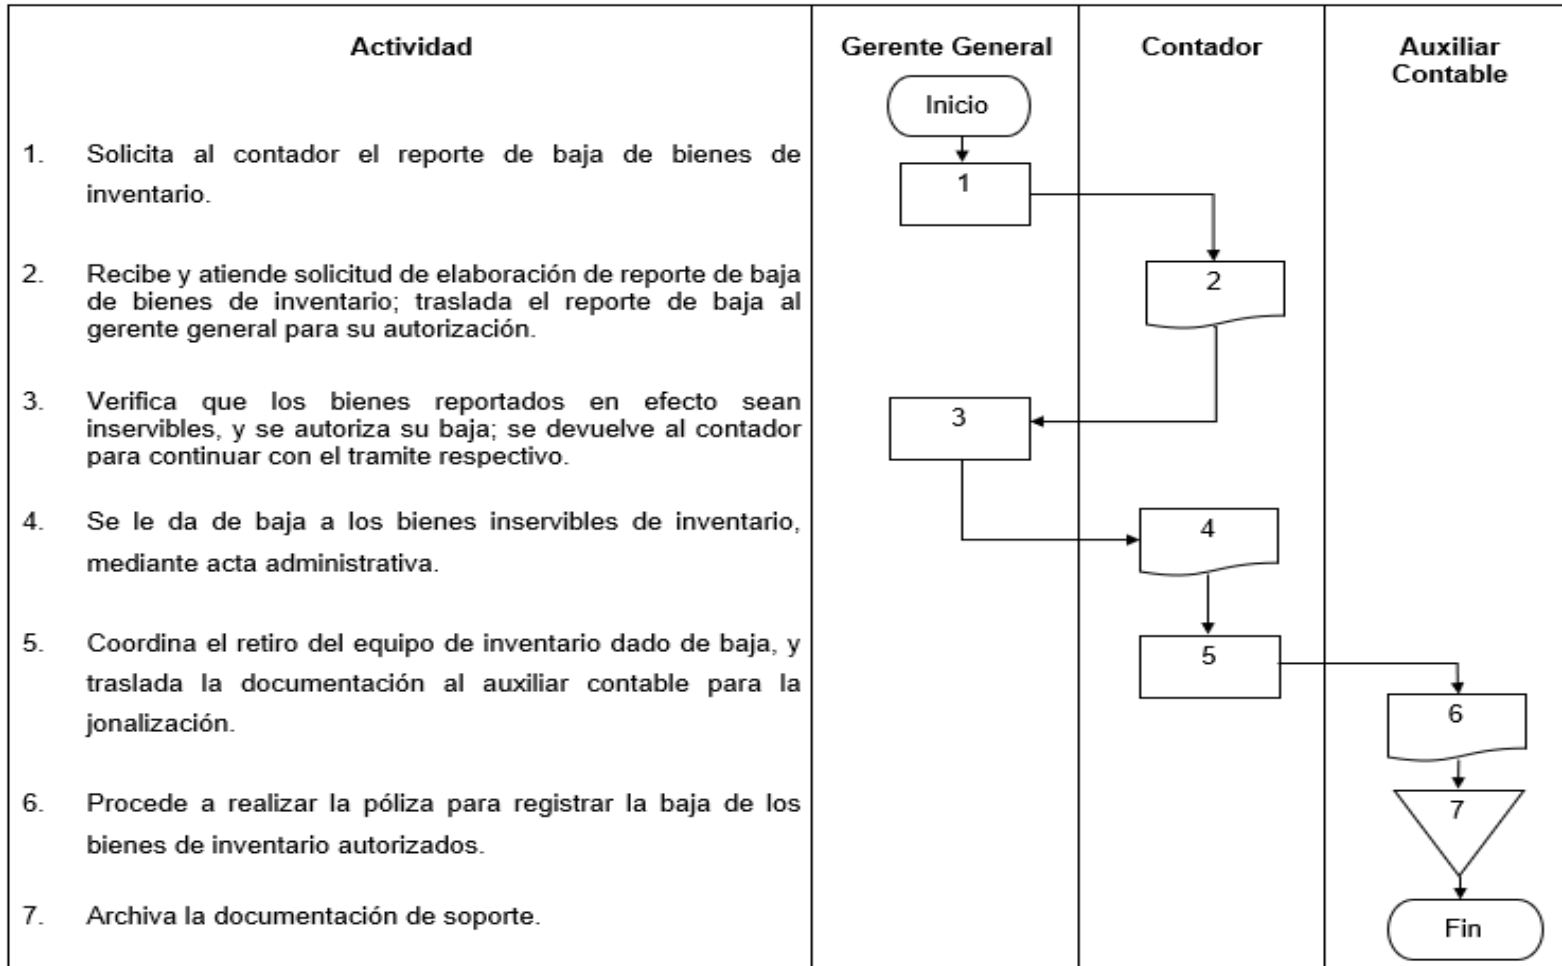 Actividad
Gerente General
Contador
Auxiliar
Contable
Inicio
1. Solicita al contador el reporte de baja de bienes de
inventario.
1
2. Recibe y atiende solicitud de elaboración de reporte de baja
de bienes de inventario; traslada el reporte de baja al
gerente general para su autorización.
2
3. Verifica que los bienes reportados en efecto sean
inservibles, y se autoriza su baja; se devuelve al contador
para continuar con el tramite respectivo.
3
4. Se le da de baja a los bienes inservibles de inventario,
mediante acta administrativa.
4
5. Coordina el retiro del equipo de inventario dado de baja, y
traslada la documentación al auxiliar contable para la
jonalización.
5
6
6. Procede a realizar la póliza para registrar la baja de los
bienes de inventario autorizados.
7
7. Archiva la documentación de soporte.
Fin